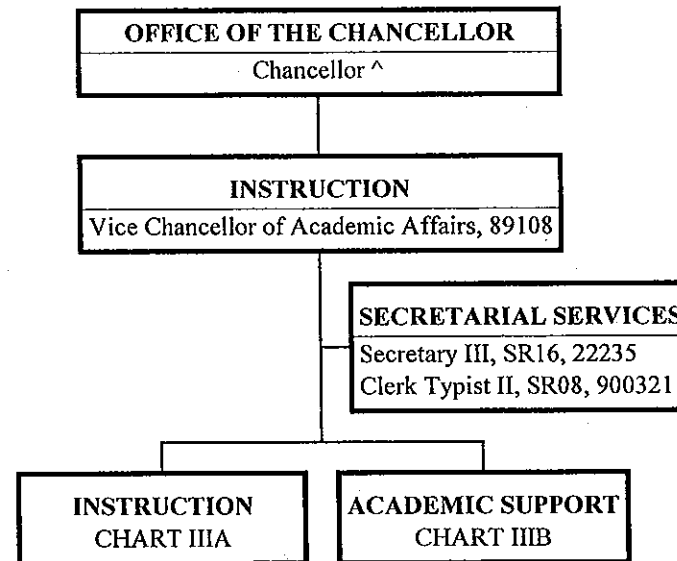 OFFICE OF THE CHANCELLOR
Chancellor ^
INSTRUCTION
Vice Chancellor of Academic Affairs, 89108
SECRETARIAL SERVICES
Secretary III, SR16, 22235
Clerk Typist II, SR08, 900321
INSTRUCTION
CHART IIIA
ACADEMIC SUPPORT
CHART IIIB